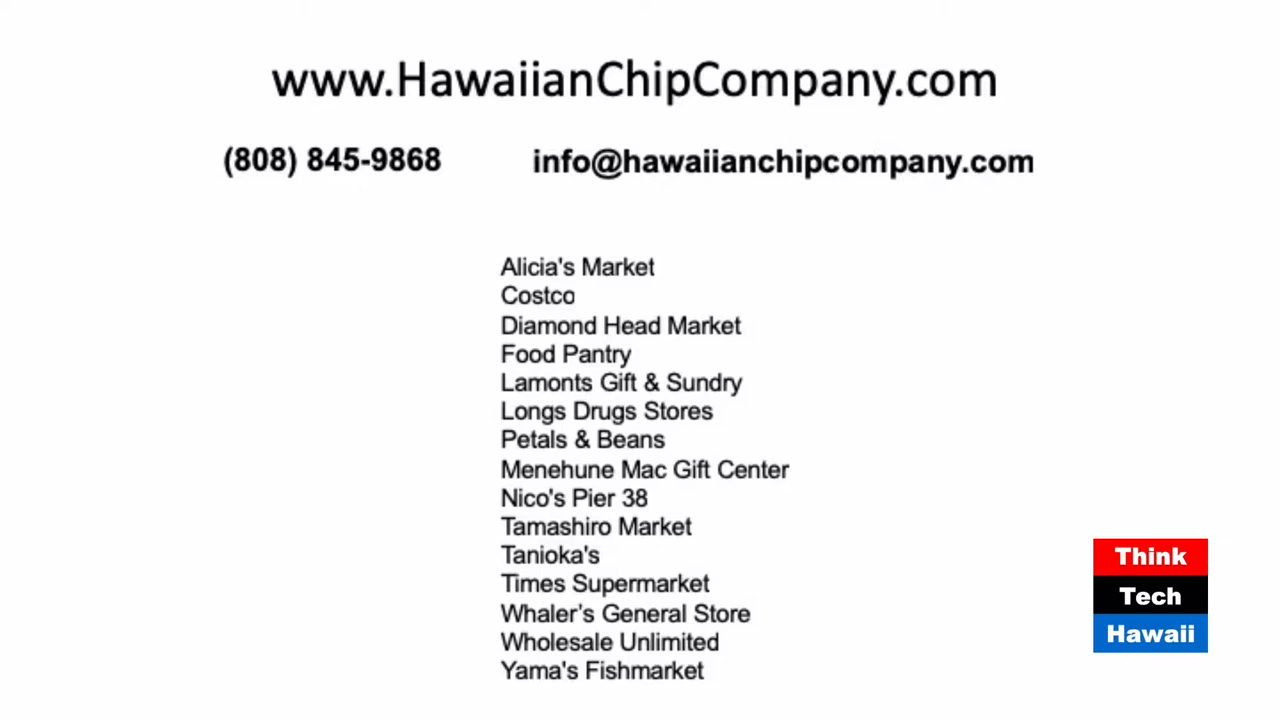 www.HawaiianChipCompany.com
(808) 845-9868 info@hawaiianchipcompany.com
Alicia's Market
Costco
Diamond Head Market
Food Pantry
Lamonts Gift & Sundry
Longs Drugs Stores
Petals & Beans
Menehune Mac Gift Center
Nico's Pier 38
Tamashiro Market
Tanioka's
Times Supermarket
Whaler’s General Store
Wholesale Unlimited
Yama's Fishmarket
Think
Tech
Hawaii